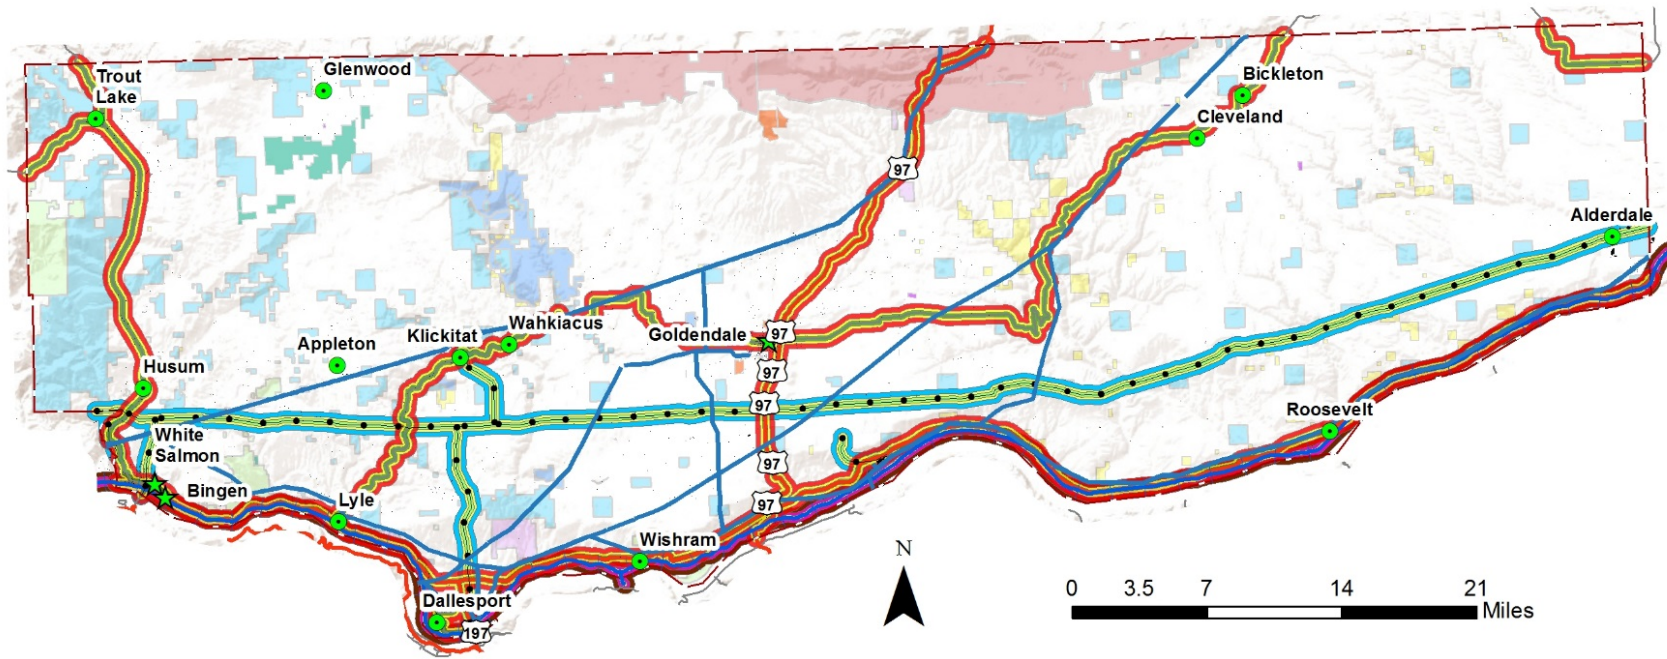 Trout
Lake
Glenwood
Bickleton
Cleveland
97
Alderdale
Husum
Appleton
Klickitat
Wahkiacus
Goldendale
97
97
97
White
Salmon
Bingen
Lyle
97
97
Roosevelt
Wishram
Dallesport
197
N
0 3.5 7 14 21
Miles